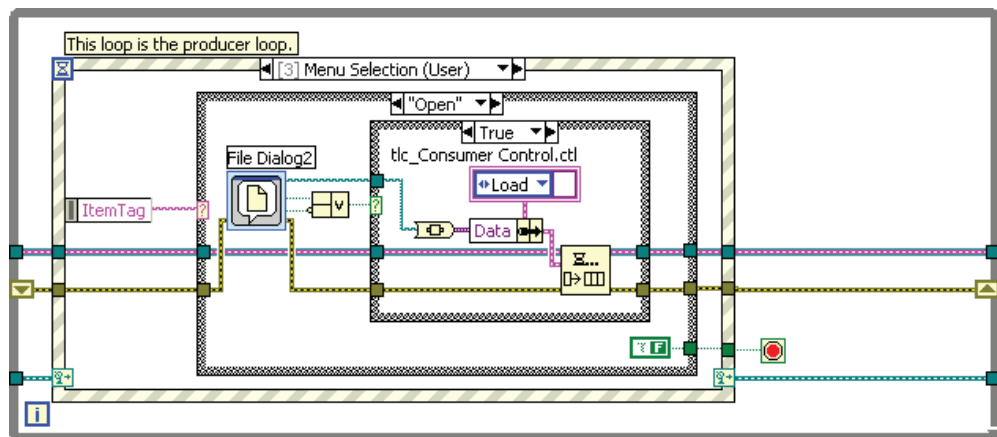 This loop is the producer loop.
[3] Menu Selection (User)
"Open"
True
File Dialog2
tlc_Consumer Control.ctl
Load
ItemTag
?
v
?
Data
F
i